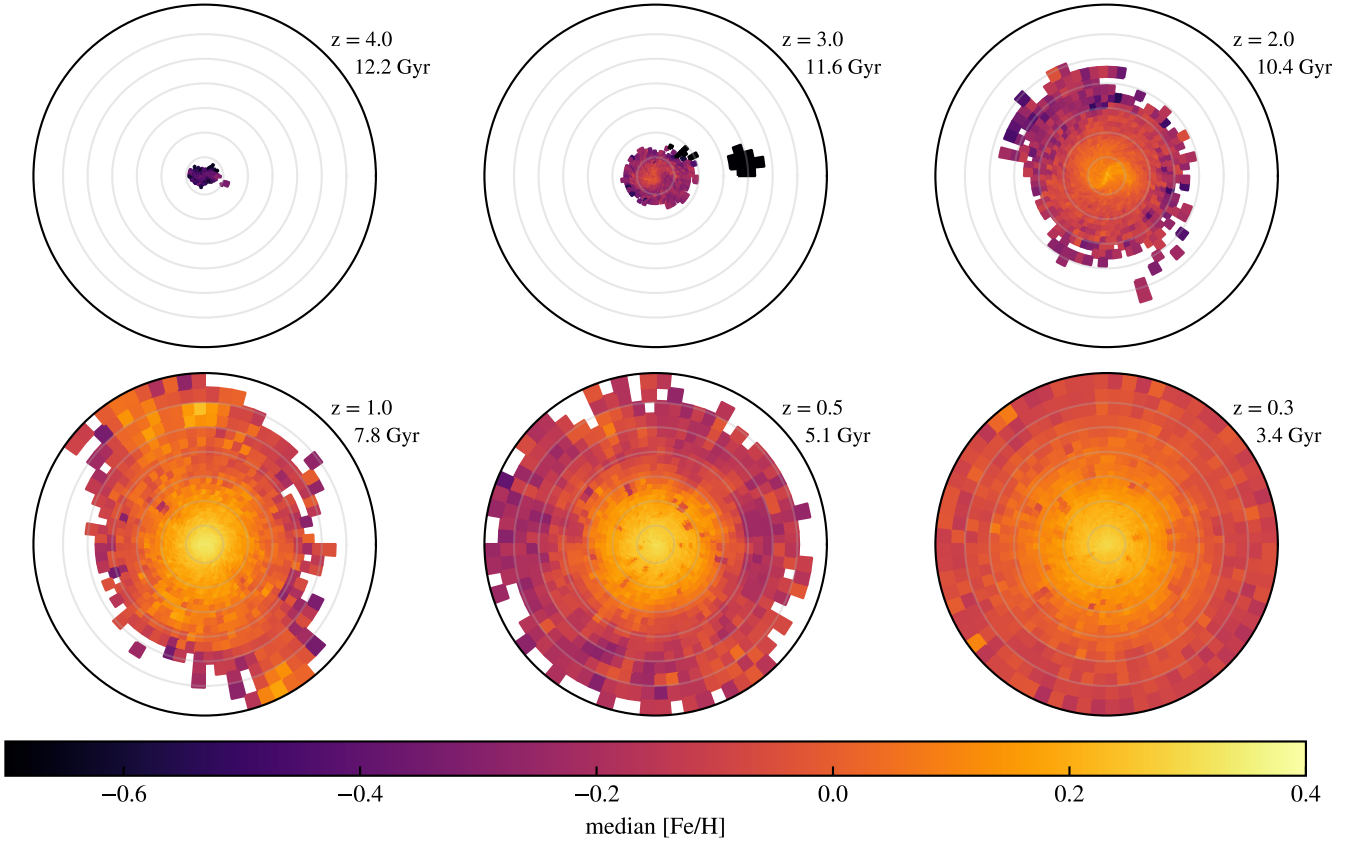 z = 4.0
12.2 Gyr
z = 3.0
11.6 Gyr
z = 2.0
10.4 Gyr
z = 1.0
7.8 Gyr
z = 0.5
5.1 Gyr
z = 0.3
3.4 Gyr
−0.6 −0.4 −0.2 0.0 0.2 0.4
median [Fe/H]